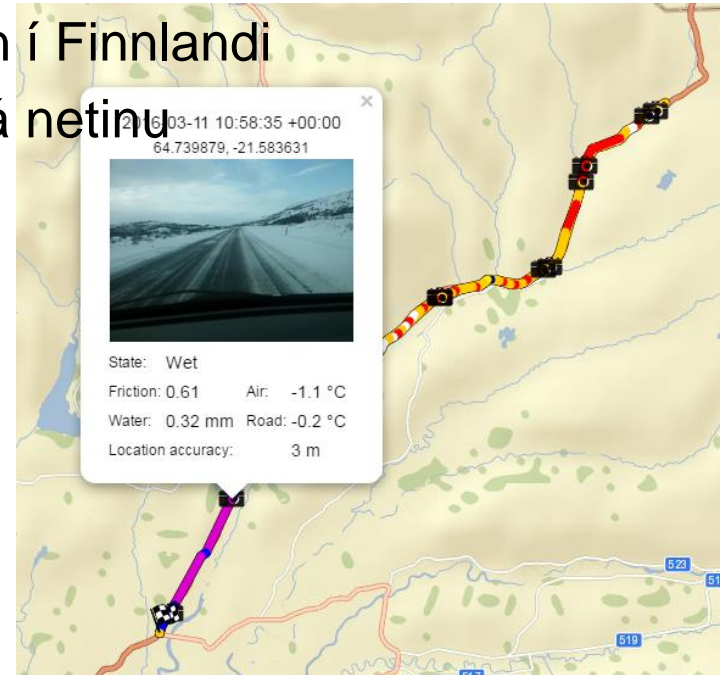 í Finnlandi
netinu
2016-03-11 10:58:35 +00:00
64.739879, -21.583631
State: Wet
Friction: 0.61 Air: -1.1 °C
Water: 0.32 mm Road: -0.2 °C
Location accuracy: 3 m
523
519